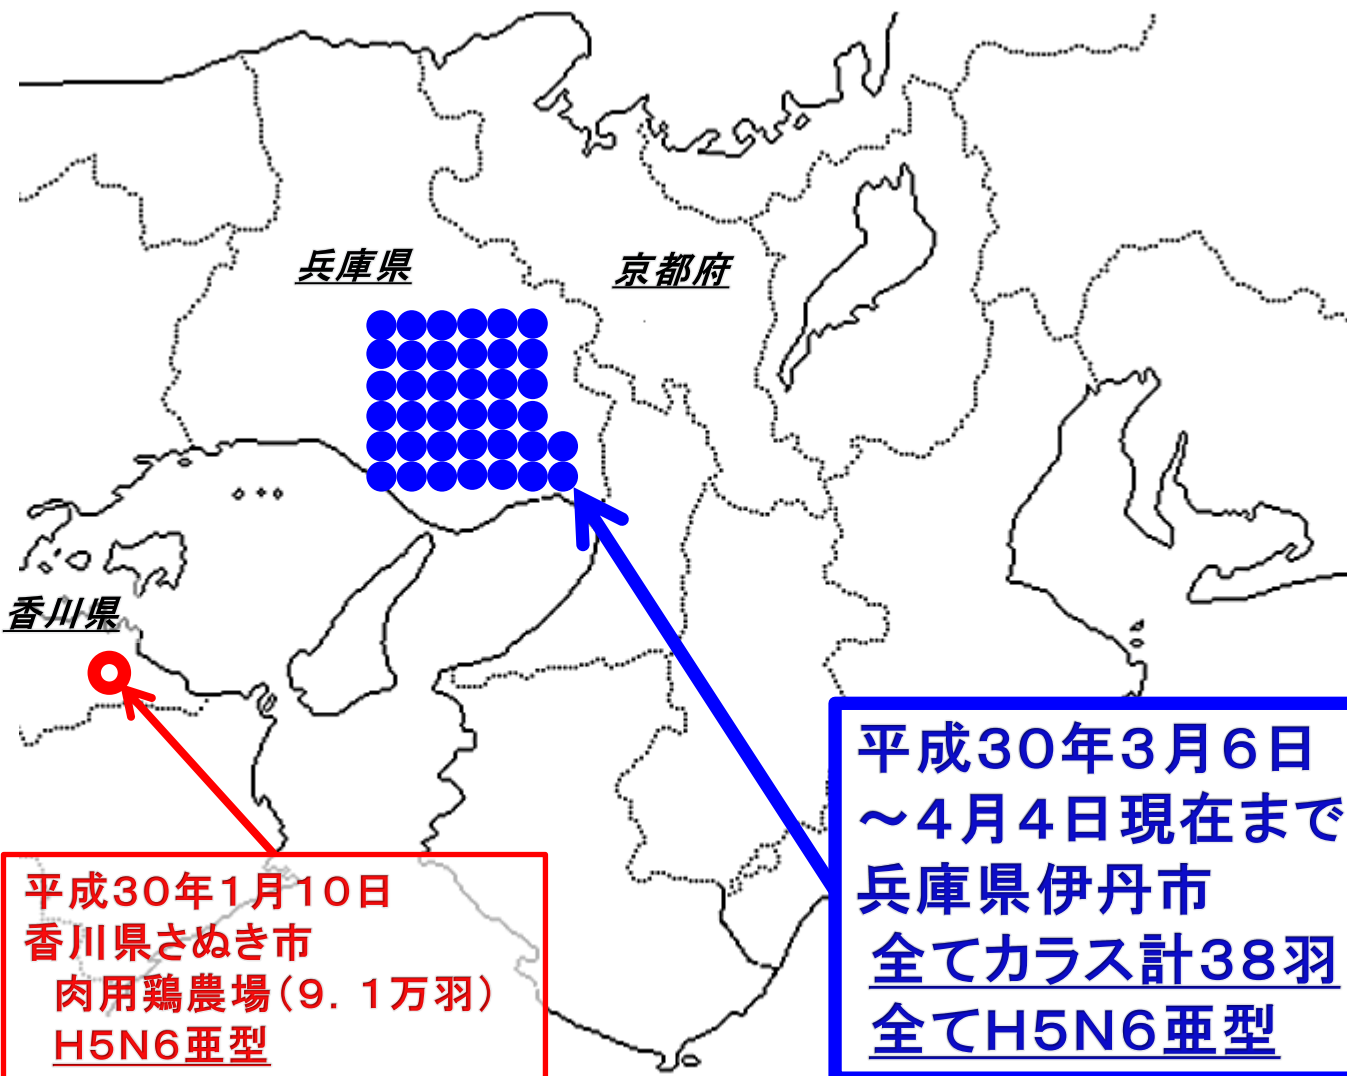 兵庫県
京都府
香川県
平成30年3月6日
～4月4日現在まで
兵庫県伊丹市
全てカラス計38羽
全てH5N6亜型
平成30年1月10日
香川県さぬき市
肉用鶏農場(9.1万羽)
H5N6亜型